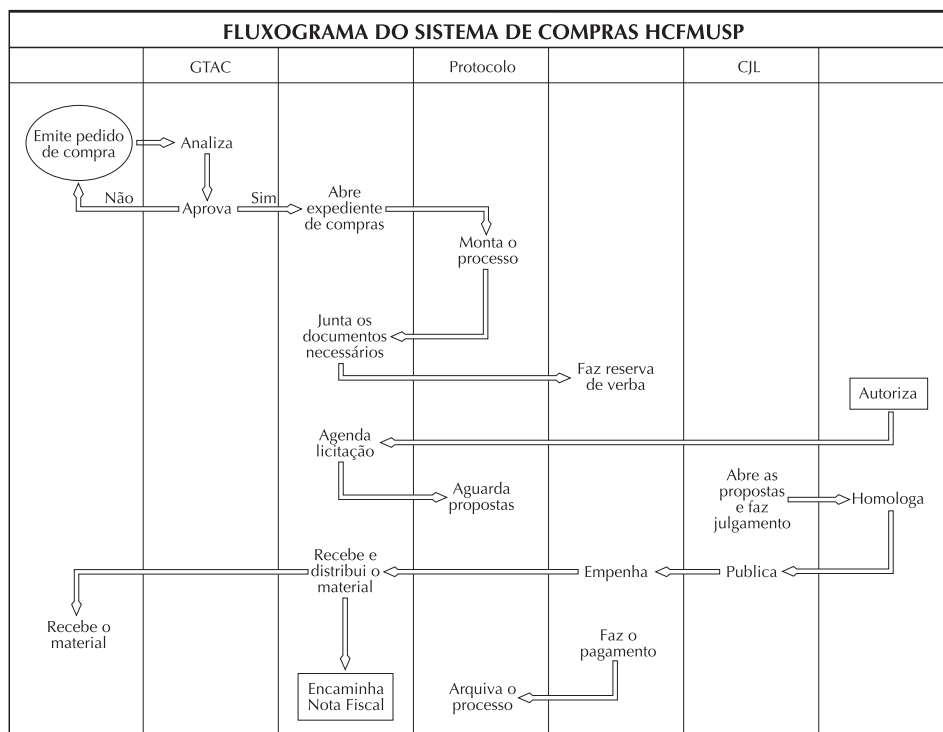 FLUXOGRAMA DO SISTEMA DE COMPRAS HCFMUSP
GTAC
Protocolo
CJL
Emite pedido
de compra
Analiza
Não
Aprova
Sim
Abre
expediente
de compras
Monta o
processo
Junta os
documentos
necessários
Faz reserva
de verba
Autoriza
Agenda
licitação
Aguarda
propostas
Abre as
propostas
e faz
julgamento
Homologa
Recebe e
distribui o
material
Empenha
Publica
Recebe o
material
Faz o
pagamento
Encaminha
Nota Fiscal
Arquiva o
processo